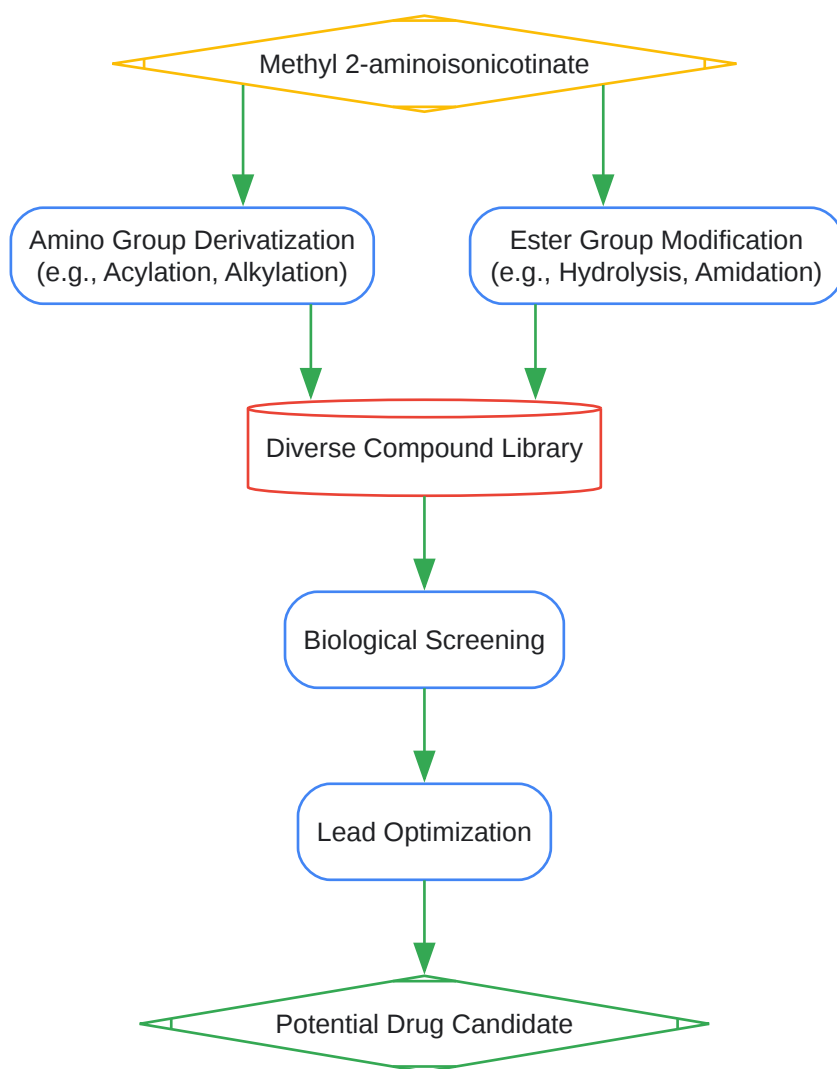 Methyl 2-aminoisonicotinate
Amino Group Derivatization
(e.g., Acylation, Alkylation)
Ester Group Modification
(e.g., Hydrolysis, Amidation)
Diverse Compound Library
Biological Screening
Lead Optimization
Potential Drug Candidate